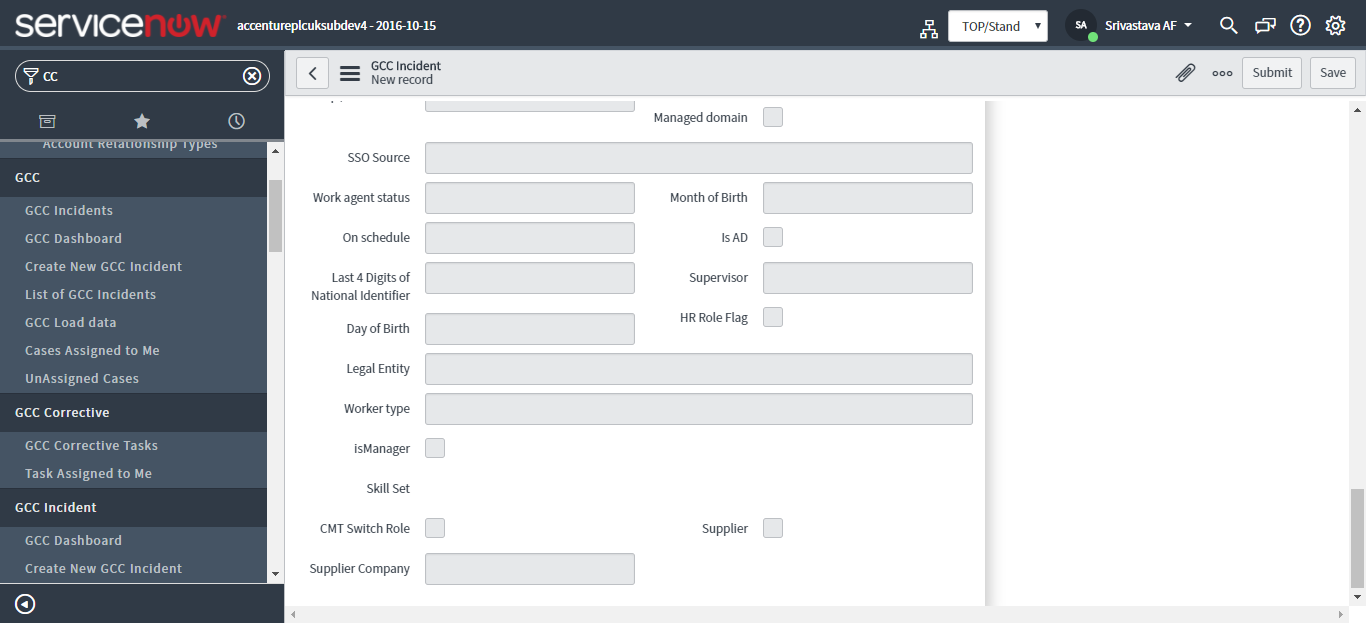 servicenow accentureplcuksubdev4 - 2016-10-15
TOP/Stand
SA
Srivastava AF
CC
Account Relationship Types
GCC
GCC Incidents
GCC Dashboard
Create New GCC Incident
List of GCC Incidents
GCC Load data
Cases Assigned to Me
UnAssigned Cases
GCC Corrective
GCC Corrective Tasks
Task Assigned to Me
GCC Incident
GCC Dashboard
Create New GCC Incident
GCC Incident
New record
Submit
Save
Managed domain
SSO Source
Work agent status
Month of Birth
On schedule
Is AD
Last 4 Digits of
National Identifier
Supervisor
HR Role Flag
Day of Birth
Legal Entity
Worker type
isManager
Skill Set
CMT Switch Role
Supplier
Supplier Company